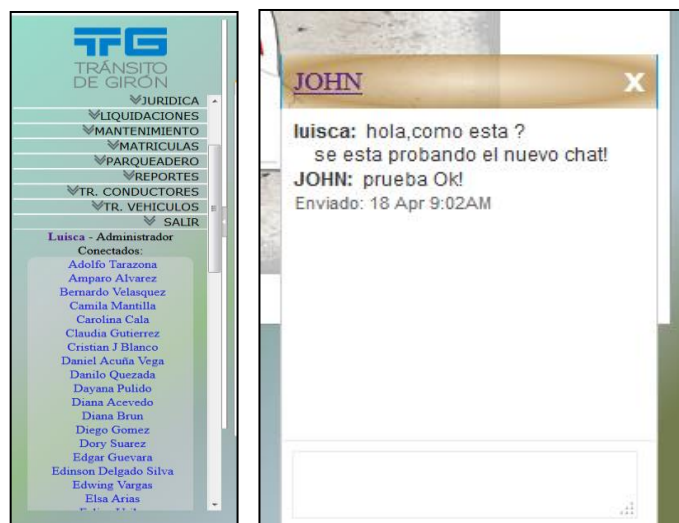 TFG
TRÁNSITO
DE GIRÓN
JURIDICA
LIQUIDACIONES
MANTENIMIENTO
MATRICULAS
PARQUEADERO
REPORTES
TR. CONDUCTORES
TR. VEHICULOS
SALIR
Luisca - Administrador
Conectados:
Adolfo Tarazona
Amparo Alvarez
Bernardo Velasquez
Camila Mantilla
Carolina Cala
Claudia Gutierrez
Cristian J Blanco
Daniel Acuña Vega
Danilo Quezada
Dayana Pulido
Diana Acevedo
Diana Brun
Diego Gomez
Dory Suarez
Edgar Guevara
Edinson Delgado Silva
Edwing Vargas
Elsa Arias
JOHN X
luisca: hola,como esta ?
se esta probando el nuevo chat!
JOHN: prueba Ok!
Enviado: 18 Apr 9:02AM